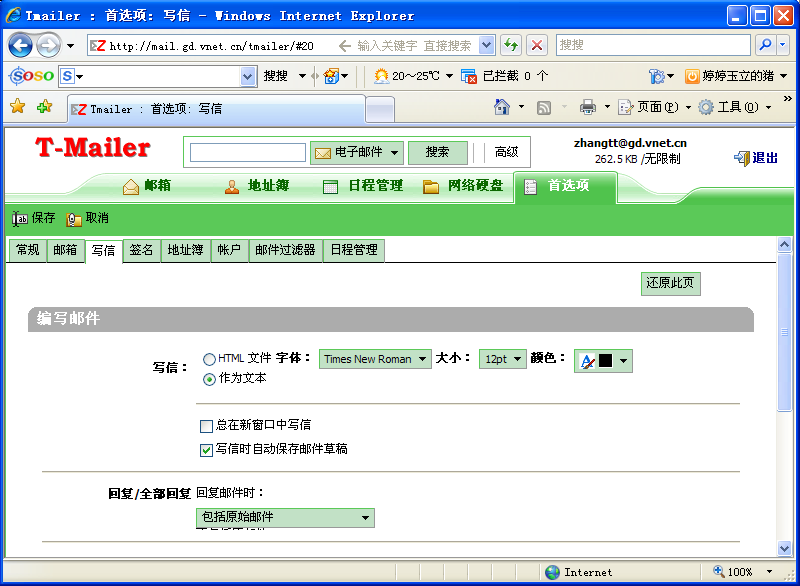 Tmailer : 首选项: 写信 - Windows Internet Explorer
http://mail.gd.vnet.cn/tmailer/#20 输入关键字 直接搜索 搜搜
SOSO S 搜搜 20~25℃ 已拦截 0 个 婷婷玉立的猪
Tmailer : 首选项: 写信 页面(P) 工具(O) »
T-Mailer 电子邮件 搜索 高级 zhangtt@gd.vnet.cn
262.5 KB /无限制 退出
邮箱 地址簿 日程管理 网络硬盘 首选项
保存 取消
常规 邮箱 写信 签名 地址簿 帐户 邮件过滤器 日程管理
还原此页
编写邮件
写信： HTML 文件 字体： Times New Roman 大小： 12pt 颜色：
作为文本
总在新窗口中写信
写信时自动保存邮件草稿
回复/全部回复 回复邮件时：
包括原始邮件
Internet 100%